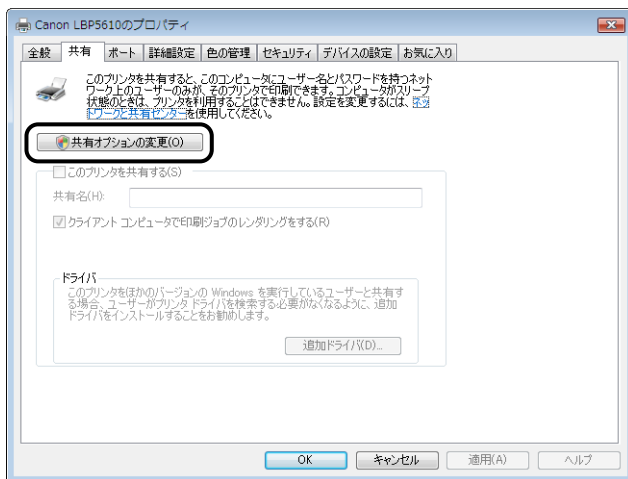 Canon LBP5610のプロパティ
全般 共有 ポート 詳細設定 色の管理 セキュリティ デバイスの設定 お気に入り
このプリンタを共有すると、このコンピュータにユーザー名とパスワードを持つネット
ワーク上のユーザーのみが、そのプリンタで印刷できます。コンピュータがスリープ
状態のときは、プリンタを利用することはできません。設定を変更するには、ネッ
トワークと共有センターを使用してください。
共有オプションの変更(O)
このプリンタを共有する(S)
共有名(H):
クライアント コンピュータで印刷ジョブのレンダリングをする(R)
ドライバ
このプリンタをほかのバージョンの Windows を実行しているユーザーと共有す
る場合、ユーザーがプリンタ ドライバを検索する必要がなくなるように、追加
ドライバをインストールすることをお勧めします。
追加ドライバ(D)...
OK キャンセル 適用(A) ヘルプ